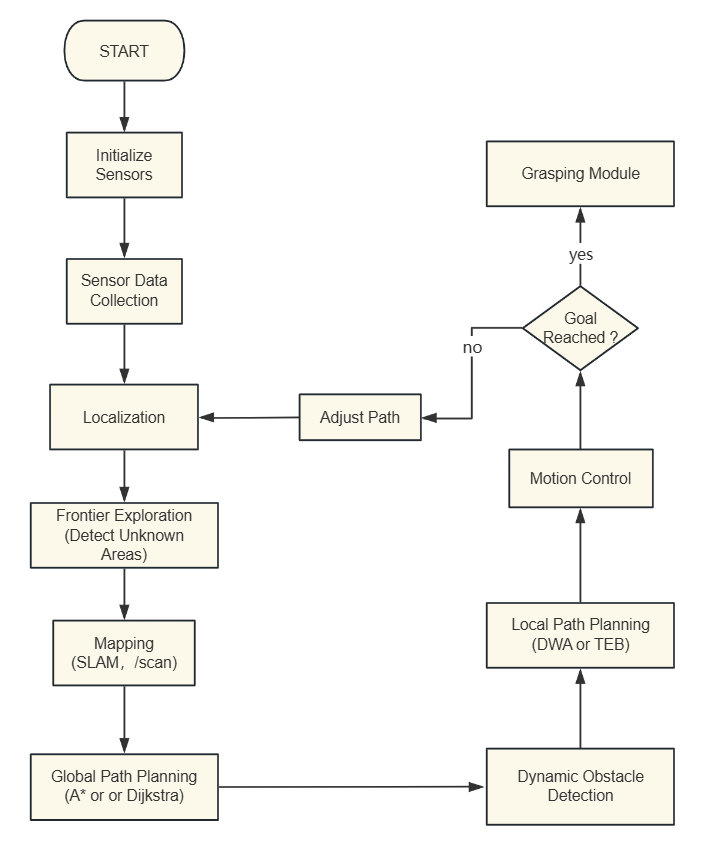 START
Initialize
Sensors
Sensor Data
Collection
Localization
Frontier Exploration
(Detect Unknown
Areas)
Mapping
(SLAM，/scan)
Global Path Planning
(A* or or Dijkstra)
Dynamic Obstacle
Detection
Local Path Planning
(DWA or TEB)
Motion Control
Goal
Reached ?
yes
Grasping Module
no
Adjust Path